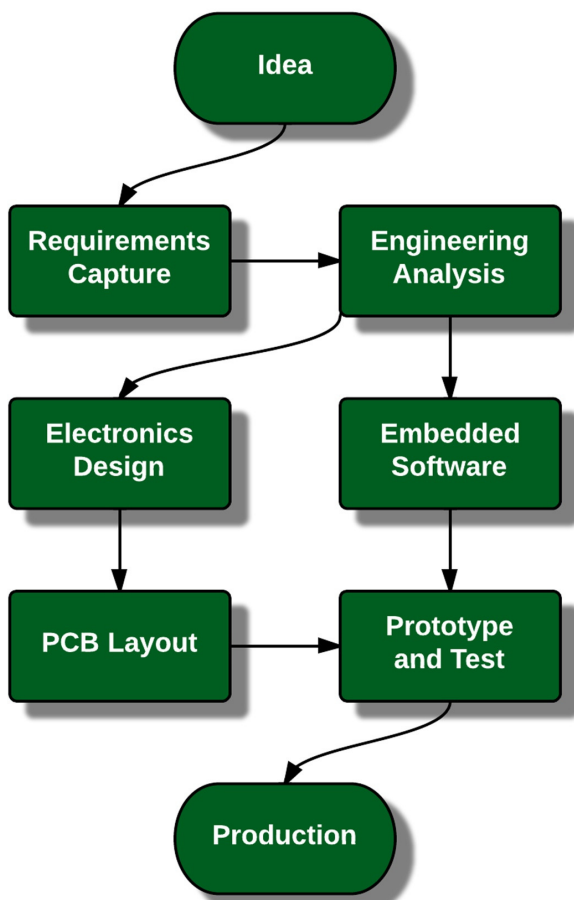 Idea
Requirements
Capture
Engineering
Analysis
Electronics
Design
Embedded
Software
PCB Layout
Prototype
and Test
Production